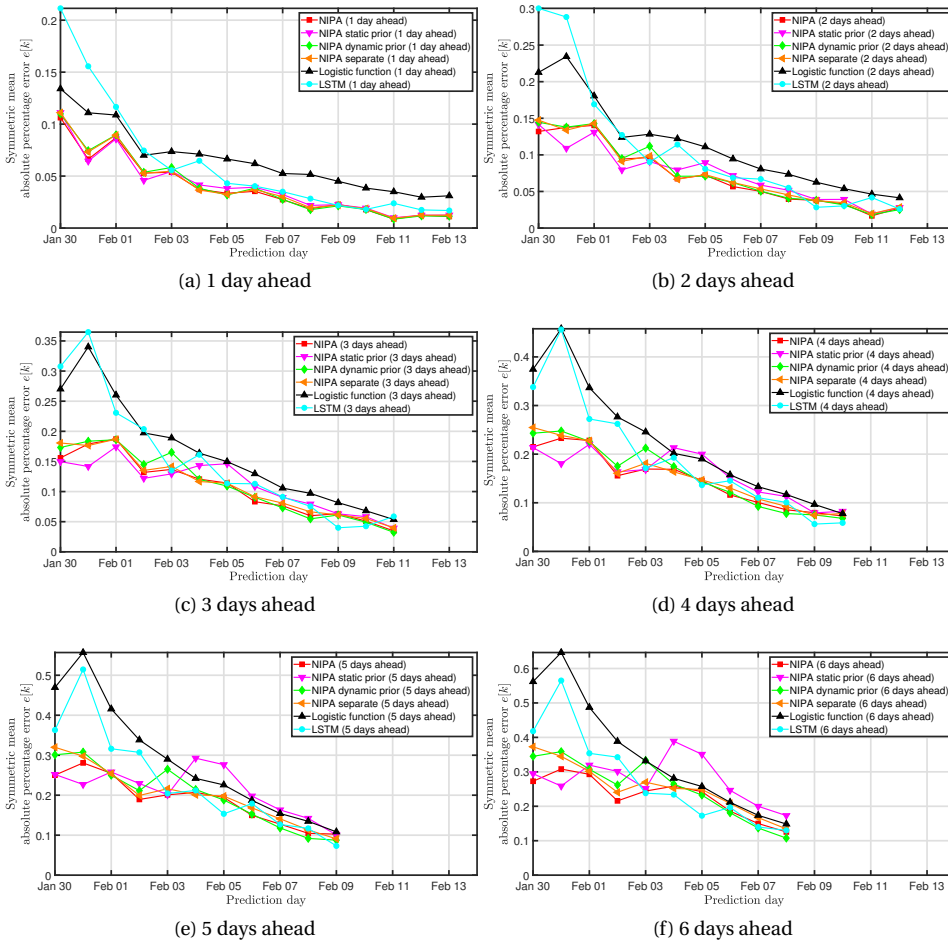 Symmetric mean
absolute percentage error e[k]
0.2
0.15
0.1
0.05
0
NIPA (1 day ahead)
NIPA static prior (1 day ahead)
NIPA dynamic prior (1 day ahead)
NIPA separate (1 day ahead)
Logistic function (1 day ahead)
LSTM (1 day ahead)
Jan 30 Feb 01 Feb 03 Feb 05 Feb 07 Feb 09 Feb 11 Feb 13
Prediction day
(a) 1 day ahead
Symmetric mean
absolute percentage error e[k]
0.3
0.25
0.2
0.15
0.1
0.05
0
NIPA (2 days ahead)
NIPA static prior (2 days ahead)
NIPA dynamic prior (2 days ahead)
NIPA separate (2 days ahead)
Logistic function (2 days ahead)
LSTM (2 days ahead)
Jan 30 Feb 01 Feb 03 Feb 05 Feb 07 Feb 09 Feb 11 Feb 13
Prediction day
(b) 2 days ahead
Symmetric mean
absolute percentage error e[k]
0.35
0.3
0.25
0.2
0.15
0.1
0.05
0
NIPA (3 days ahead)
NIPA static prior (3 days ahead)
NIPA dynamic prior (3 days ahead)
NIPA separate (3 days ahead)
Logistic function (3 days ahead)
LSTM (3 days ahead)
Jan 30 Feb 01 Feb 03 Feb 05 Feb 07 Feb 09 Feb 11 Feb 13
Prediction day
(c) 3 days ahead
Symmetric mean
absolute percentage error e[k]
0.4
0.3
0.2
0.1
0
NIPA (4 days ahead)
NIPA static prior (4 days ahead)
NIPA dynamic prior (4 days ahead)
NIPA separate (4 days ahead)
Logistic function (4 days ahead)
LSTM (4 days ahead)
Jan 30 Feb 01 Feb 03 Feb 05 Feb 07 Feb 09 Feb 11 Feb 13
Prediction day
(d) 4 days ahead
Symmetric mean
absolute percentage error e[k]
0.5
0.4
0.3
0.2
0.1
0
NIPA (5 days ahead)
NIPA static prior (5 days ahead)
NIPA dynamic prior (5 days ahead)
NIPA separate (5 days ahead)
Logistic function (5 days ahead)
LSTM (5 days ahead)
Jan 30 Feb 01 Feb 03 Feb 05 Feb 07 Feb 09 Feb 11 Feb 13
Prediction day
(e) 5 days ahead
Symmetric mean
absolute percentage error e[k]
0.6
0.5
0.4
0.3
0.2
0.1
0
NIPA (6 days ahead)
NIPA static prior (6 days ahead)
NIPA dynamic prior (6 days ahead)
NIPA separate (6 days ahead)
Logistic function (6 days ahead)
LSTM (6 days ahead)
Jan 30 Feb 01 Feb 03 Feb 05 Feb 07 Feb 09 Feb 11 Feb 13
Prediction day
(f) 6 days ahead